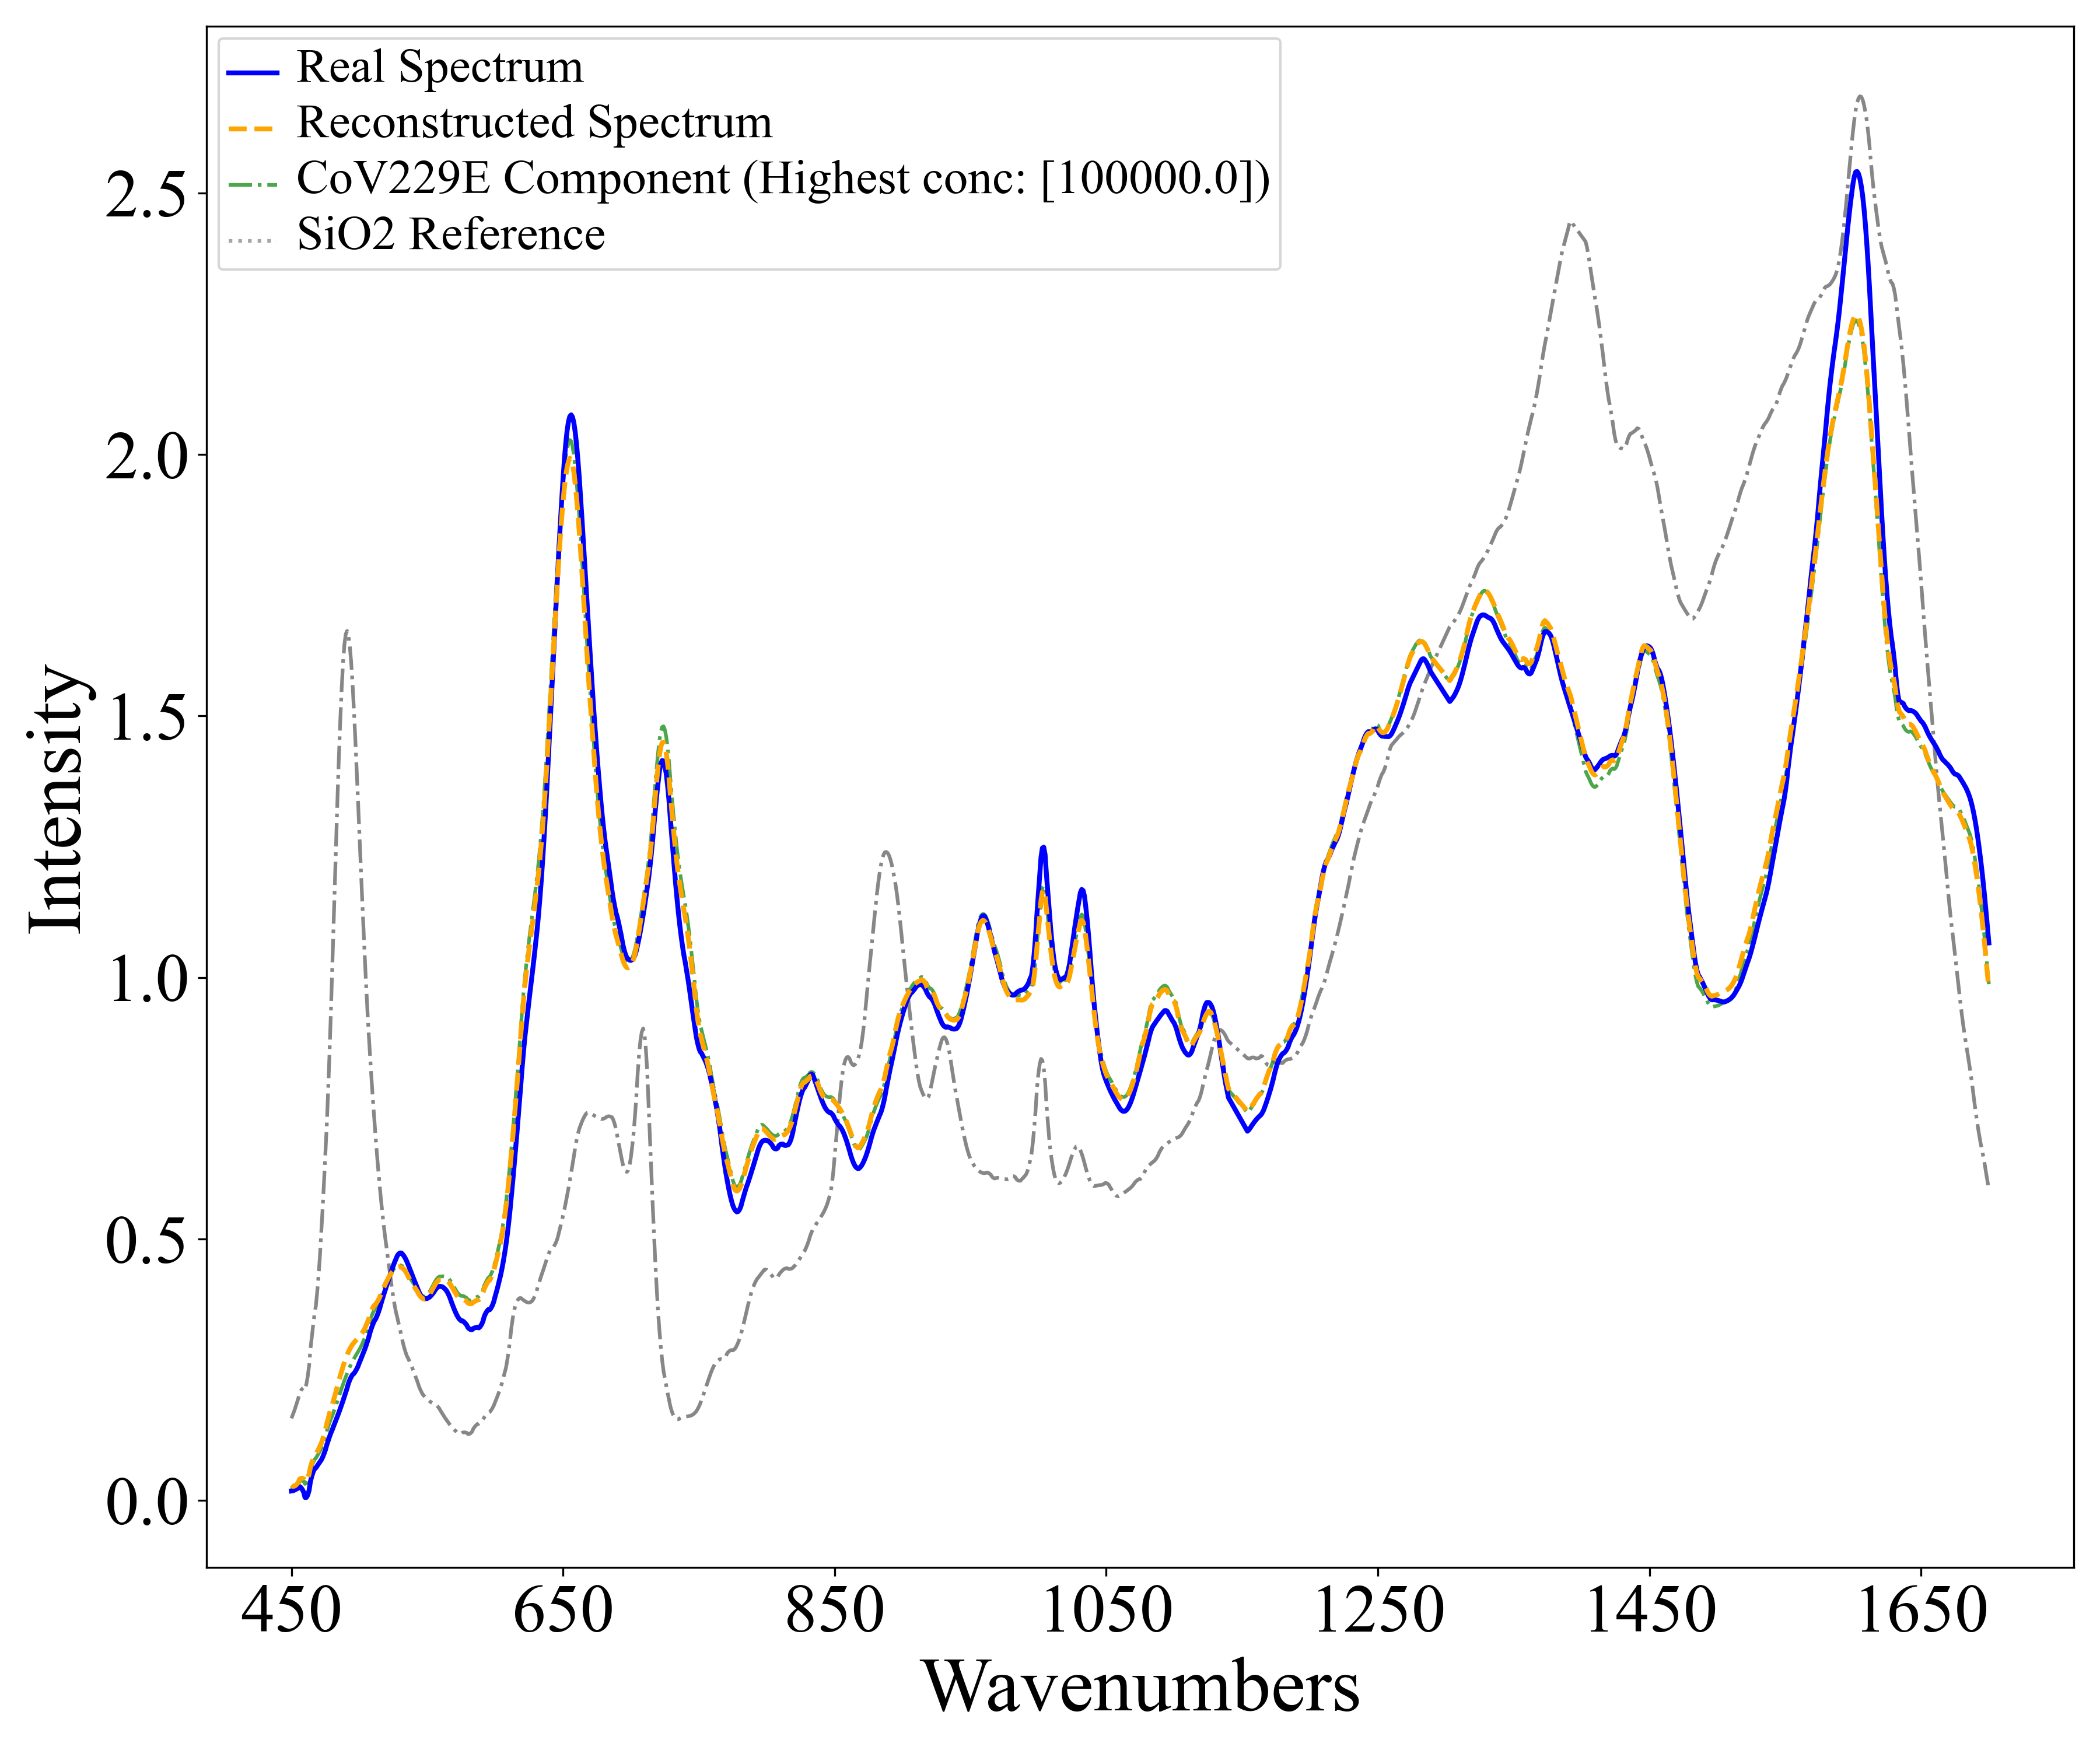 Real Spectrum
Reconstructed Spectrum
CoV229E Component (Highest conc: [100000.0])
SiO2 Reference
Intensity
2.5
2.0
1.5
1.0
0.5
0.0
450 650 850 1050 1250 1450 1650
Wavenumbers